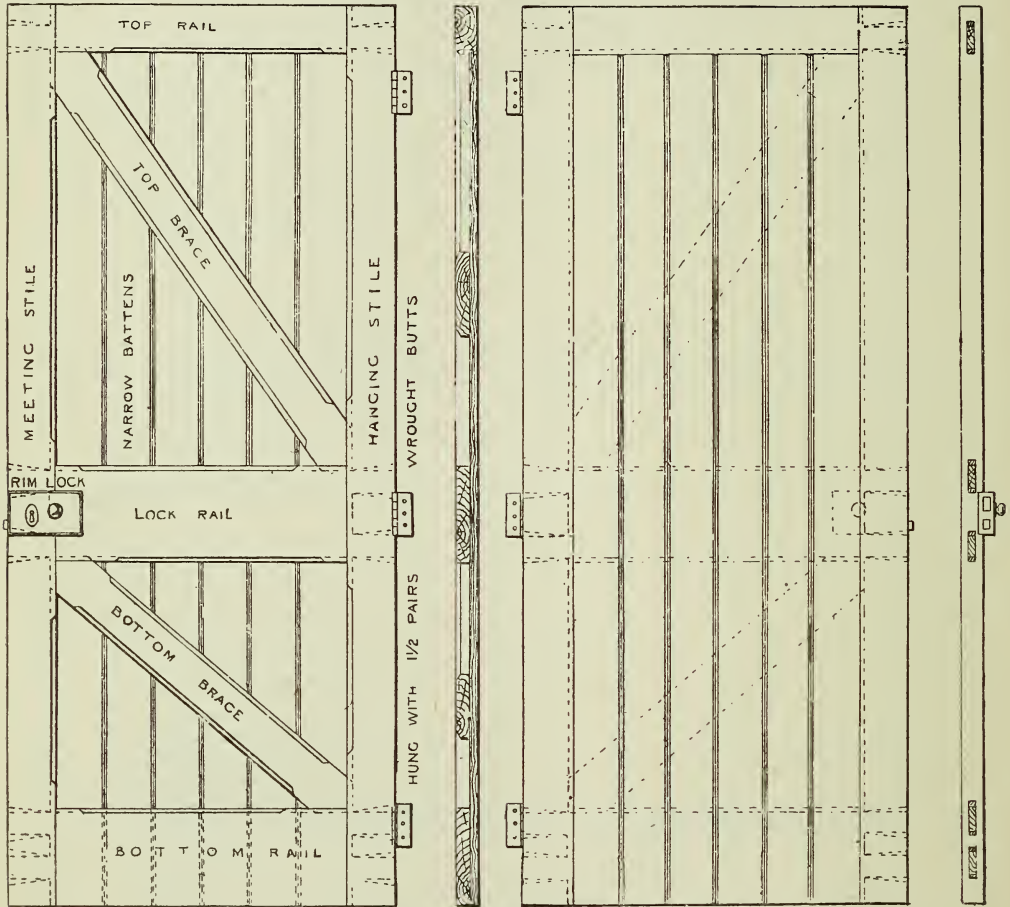 TOP RAIL
TOP BRACE
MEETING STILE
NARROW BATTENS
HANGING STILE
RIM LOCK
LOCK RAIL
BOTTOM BRACE
BOTTOM RAIL
HUNG WITH 1½ PAIRS WROUGHT BUTTS